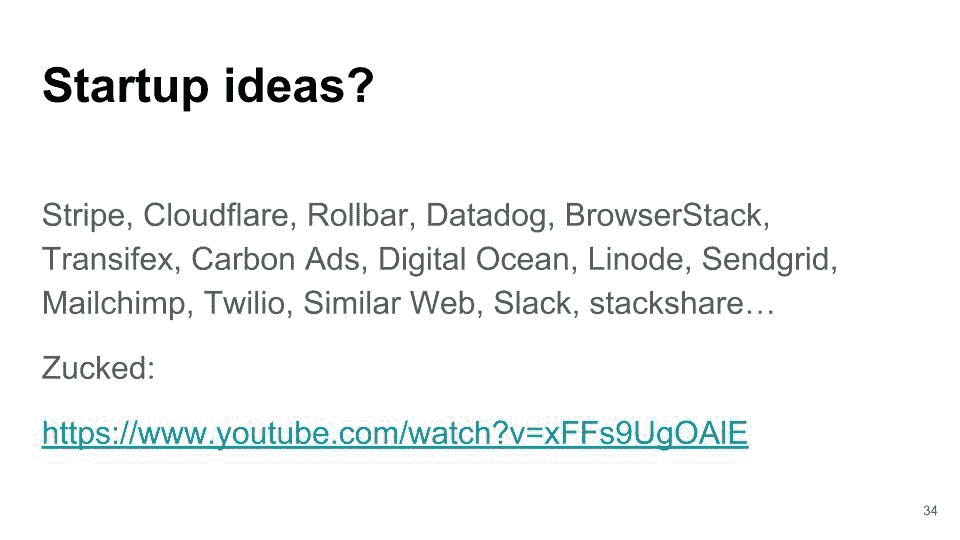 Startup ideas?
Stripe, Cloudflare, Rollbar, Datadog, BrowserStack,
Transifex, Carbon Ads, Digital Ocean, Linode, Sendgrid,
Mailchimp, Twilio, Similar Web, Slack, stackshare…
Zucked:
https://www.youtube.com/watch?v=xFFs9UgOAlE
34